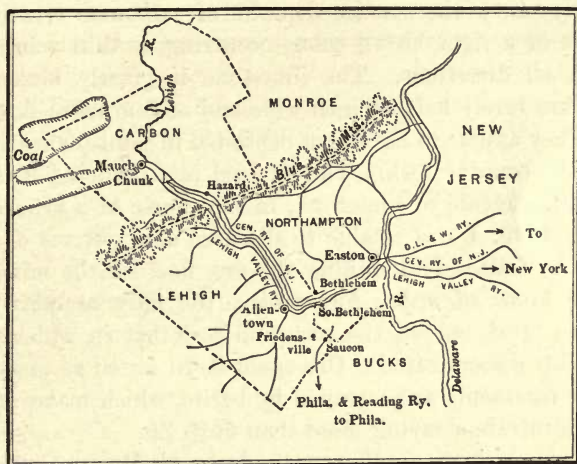 Lehigh R.
MONROE
NEW
JERSEY
CARBON
Coal
Mauch
Chunk
Hazard
Blue Mts.
NORTHAMPTON
CEN. RY. OF N.J.
LEHIGH VALLEY RY.
LEHIGH
Easton
D.L. & W. RY.
CEN. RY. OF N.J.
LEHIGH VALLEY RY.
To
New York
Bethlehem
So. Bethlehem
Allen-
town
Friedens-
ville
Saucon
BUCKS
Delaware R.
Phila. & Reading Ry.
to Phila.